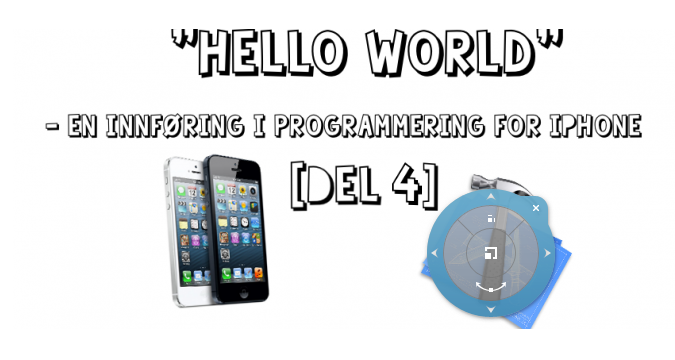 "HELLO WORLD"
- EN INNFØRING I PROGRAMMERING FOR IPHONE
[DEL 4]